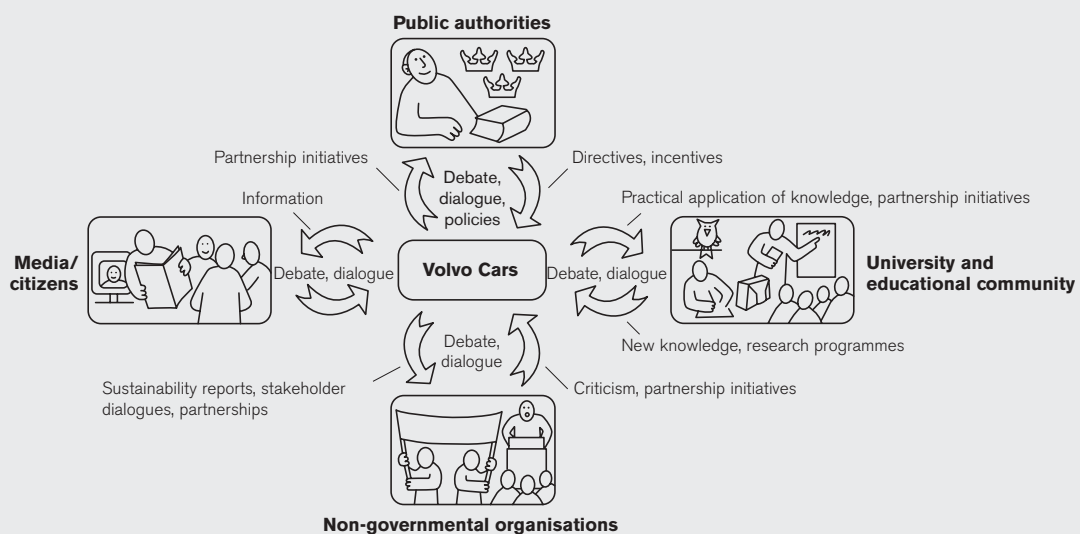 Public authorities
Partnership initiatives
Directives, incentives
Debate,
dialogue,
policies
Information
Practical application of knowledge, partnership initiatives
Media/
citizens
Debate, dialogue
Volvo Cars
Debate, dialogue
University and
educational community
Debate,
dialogue
New knowledge, research programmes
Sustainability reports, stakeholder
dialogues, partnerships
Criticism, partnership initiatives
Non-governmental organisations